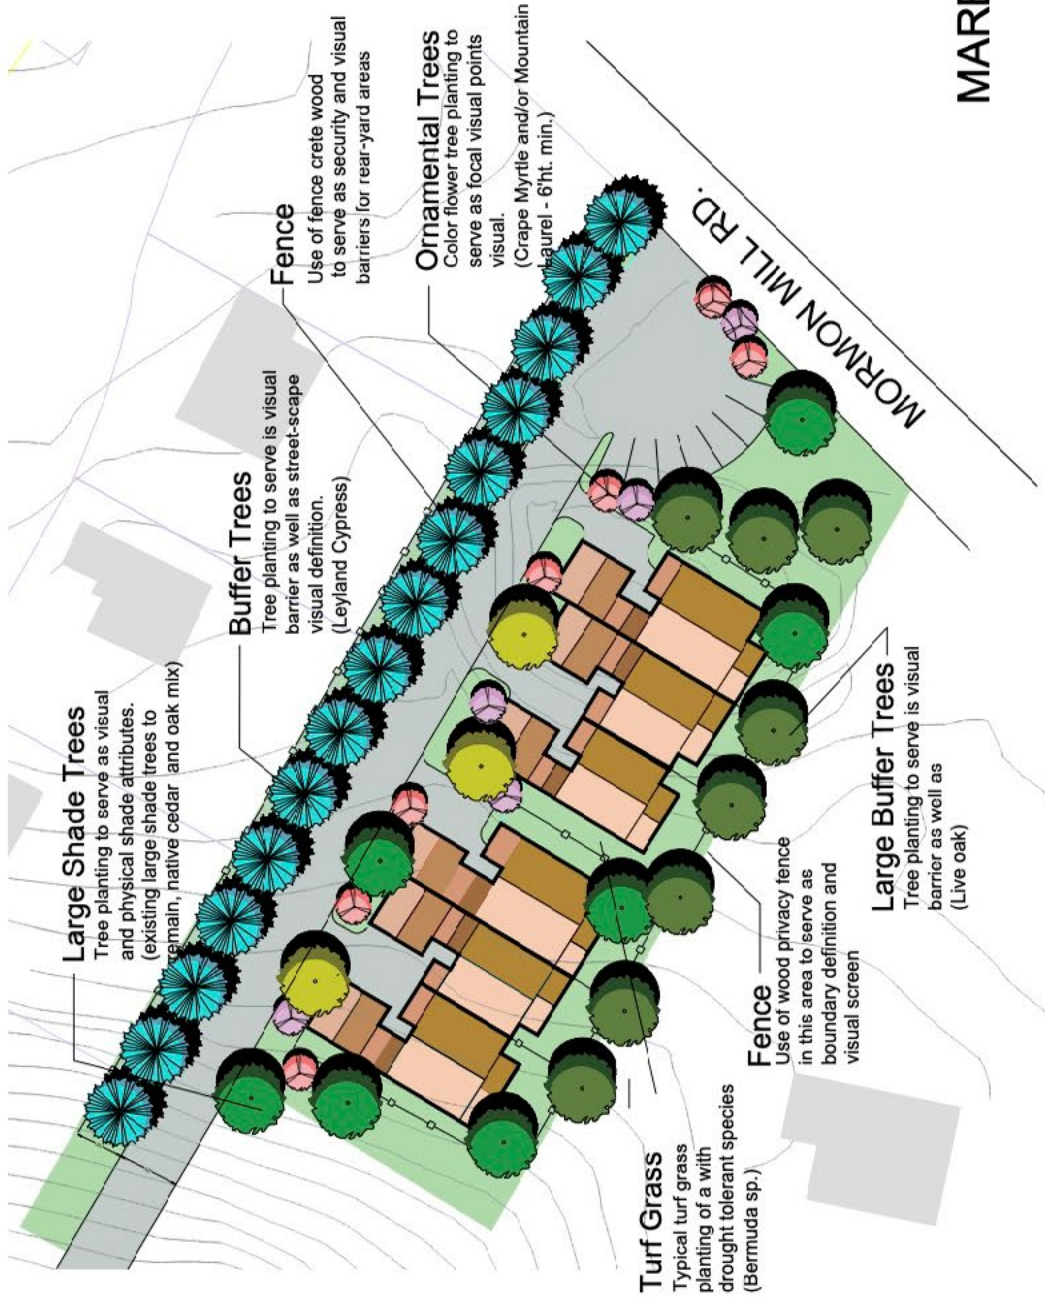 Large Shade Trees
Tree planting to serve as visual
and physical shade attributes.
(existing large shade trees to
remain, native cedar and oak mix)
Buffer Trees
Tree planting to serve is visual
barrier as well as street-scape
visual definition.
(Leyland Cypress)
Fence
Use of fence crete wood
to serve as security and visual
barriers for rear-yard areas
Ornamental Trees
Color flower tree planting to
serve as focal visual points
visual.
(Crape Myrtle and/or Mountain
Laurel - 6'ht. min.)
MORMON MILL RD.
Turf Grass
Typical turf grass
planting of a with
drought tolerant species
(Bermuda sp.)
Fence
Use of wood privacy fence
in this area to serve as
boundary definition and
visual screen
Large Buffer Trees
Tree planting to serve is visual
barrier as well as
(Live oak)